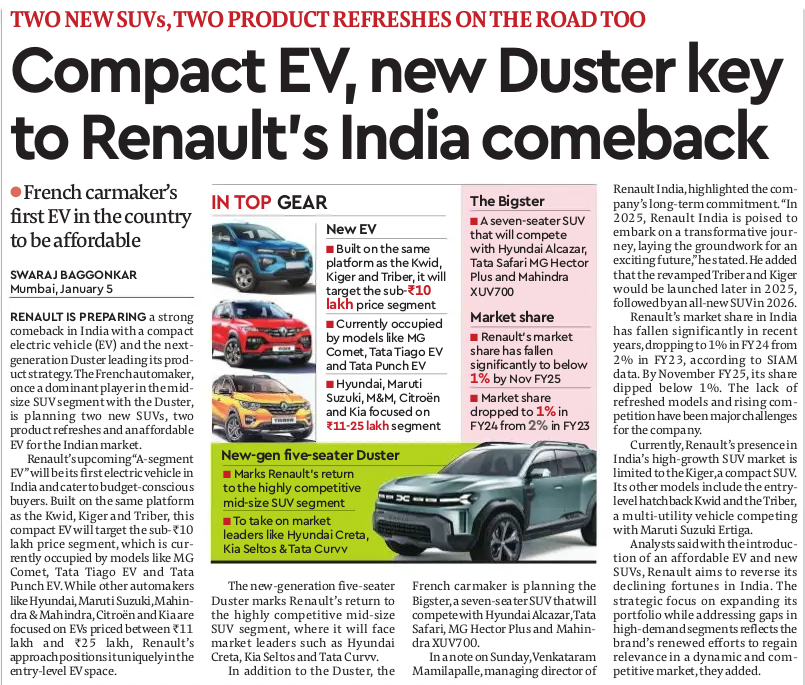 TWO NEW SUVs, TWO PRODUCT REFRESHES ON THE ROAD TOO
Compact EV, new Duster key
to Renault's India comeback
French carmaker's
first EV in the country
to be affordable
SWARAJ BAGGONKAR
Mumbai, January 5
RENAULT IS PREPARING a strong
comeback in India with a compact
electric vehicle (EV) and the next-
generation Duster leading its prod-
uct strategy. The French automaker,
once a dominant player in the mid-
size SUV segment with the Duster,
is planning two new SUVs, two
product refreshes and an affordable
EV for the Indian market.
Renault's upcoming "A-segment
EV" will be its first electric vehicle in
India and cater to budget-conscious
buyers. Built on the same platform
as the Kwid, Kiger and Triber, this
compact EV will target the sub-₹10
lakh price segment, which is cur-
rently occupied by models like MG
Comet, Tata Tiago EV and Tata
Punch EV. While other automakers
like Hyundai, Maruti Suzuki, Mahin-
dra & Mahindra, Citroën and Kia are
focused on EVs priced between ₹11
lakh and ₹25 lakh, Renault's
approach positions it uniquely in the
entry-level EV space.
IN TOP GEAR
New EV
Built on the same
platform as the Kwid,
Kiger and Triber, it will
target the sub-₹10
lakh price segment
Currently occupied
by models like MG
Comet, Tata Tiago EV
and Tata Punch EV
Hyundai, Maruti
Suzuki, M&M, Citroën
and Kia focused on
₹11-25 lakh segment
The Bigster
A seven-seater SUV
that will compete
with Hyundai Alcazar,
Tata Safari MG Hector
Plus and Mahindra
XUV700
Market share
Renault's market
share has fallen
significantly to below
1% by Nov FY25
Market share
dropped to 1% in
FY24 from 2% in FY23
New-gen five-seater Duster
Marks Renault's return
to the highly competitive
mid-size SUV segment
To take on market
leaders like Hyundai Creta,
Kia Seltos & Tata Curvv
The new-generation five-seater
Duster marks Renault's return to
the highly competitive mid-size
SUV segment, where it will face
market leaders such as Hyundai
Creta, Kia Seltos and Tata Curvv.
In addition to the Duster, the
French carmaker is planning the
Bigster, a seven-seater SUV that will
compete with Hyundai Alcazar, Tata
Safari, MG Hector Plus and Mahin-
dra XUV700.
In a note on Sunday, Venkataram
Mamilapalle, managing director of
Renault India, highlighted the com-
pany's long-term commitment. "In
2025, Renault India is poised to
embark on a transformative jour-
ney, laying the groundwork for an
exciting future," he stated. He added
that the revamped Triber and Kiger
would be launched later in 2025,
followed by an all-new SUV in 2026.
Renault's market share in India
has fallen significantly in recent
years, dropping to 1% in FY24 from
2% in FY23, according to SIAM
data. By November FY25, its share
dipped below 1%. The lack of
refreshed models and rising com-
petition have been major challenges
for the company.
Currently, Renault's presence in
India's high-growth SUV market is
limited to the Kiger, a compact SUV.
Its other models include the entry-
level hatchback Kwid and the Triber,
a multi-utility vehicle competing
with Maruti Suzuki Ertiga.
Analysts said with the introduc-
tion of an affordable EV and new
SUVs, Renault aims to reverse its
declining fortunes in India. The
strategic focus on expanding its
portfolio while addressing gaps in
high-demand segments reflects the
brand's renewed efforts to regain
relevance in a dynamic and com-
petitive market, they added.